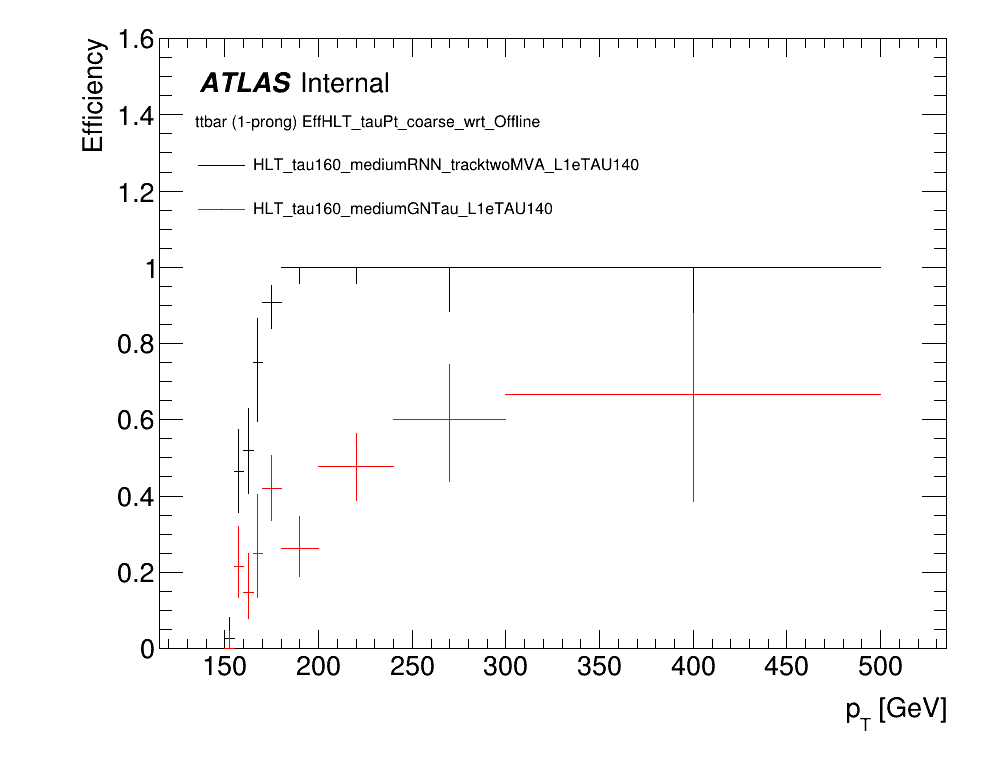 Efficiency
1.6
1.4
1.2
1
0.8
0.6
0.4
0.2
0
ATLAS Internal
ttbar (1-prong) EffHLT_tauPt_coarse_wrt_Offline
HLT_tau160_mediumRNN_tracktwoMVA_L1eTAU140
HLT_tau160_mediumGNTau_L1eTAU140
150 200 250 300 350 400 450 500
p_T [GeV]